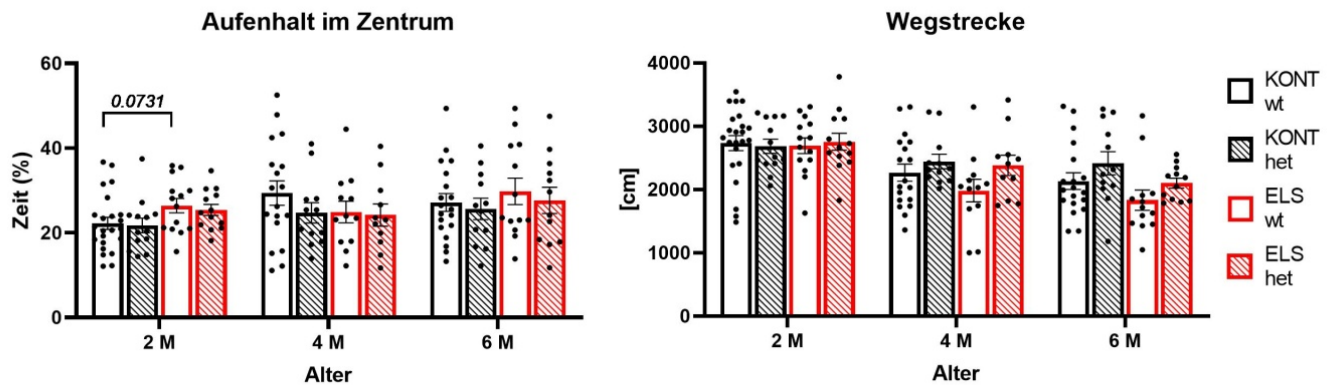 Aufenhalt im Zentrum
Zeit (%)
60
40
20
0
0.0731
2 M
4 M
6 M
Alter
Wegstrecke
[cm]
4000
3000
2000
1000
0
2 M
4 M
6 M
Alter
KONT
wt
KONT
het
ELS
wt
ELS
het